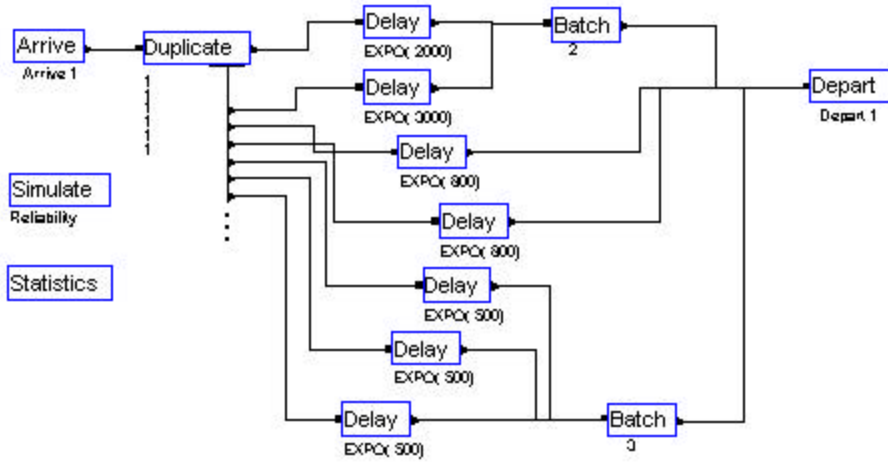 Arrive
Arrive 1
Duplicate
1
1
1
1
1
Delay
EXPO( 2000)
Batch
2
Delay
EXPO( 3000)
Depart
Depart 1
Delay
EXPO( 800)
Simulate
Reliability
Delay
EXPO( 800)
Statistics
Delay
EXPO( 500)
Delay
EXPO( 500)
Delay
EXPO( 500)
Batch
3